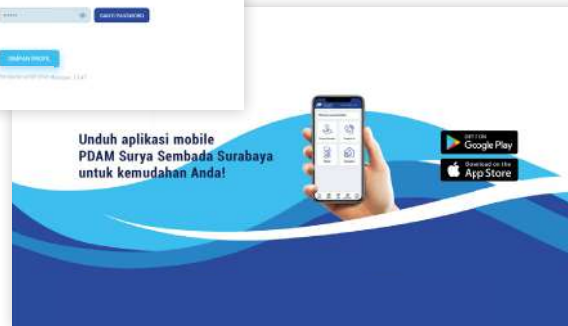 GANTI PASSWORD
SIMPAN PROFIL
Unduh aplikasi mobile
PDAM Surya Sembada Surabaya
untuk kemudahan Anda!
GET IT ON
Google Play
Download on the
App Store